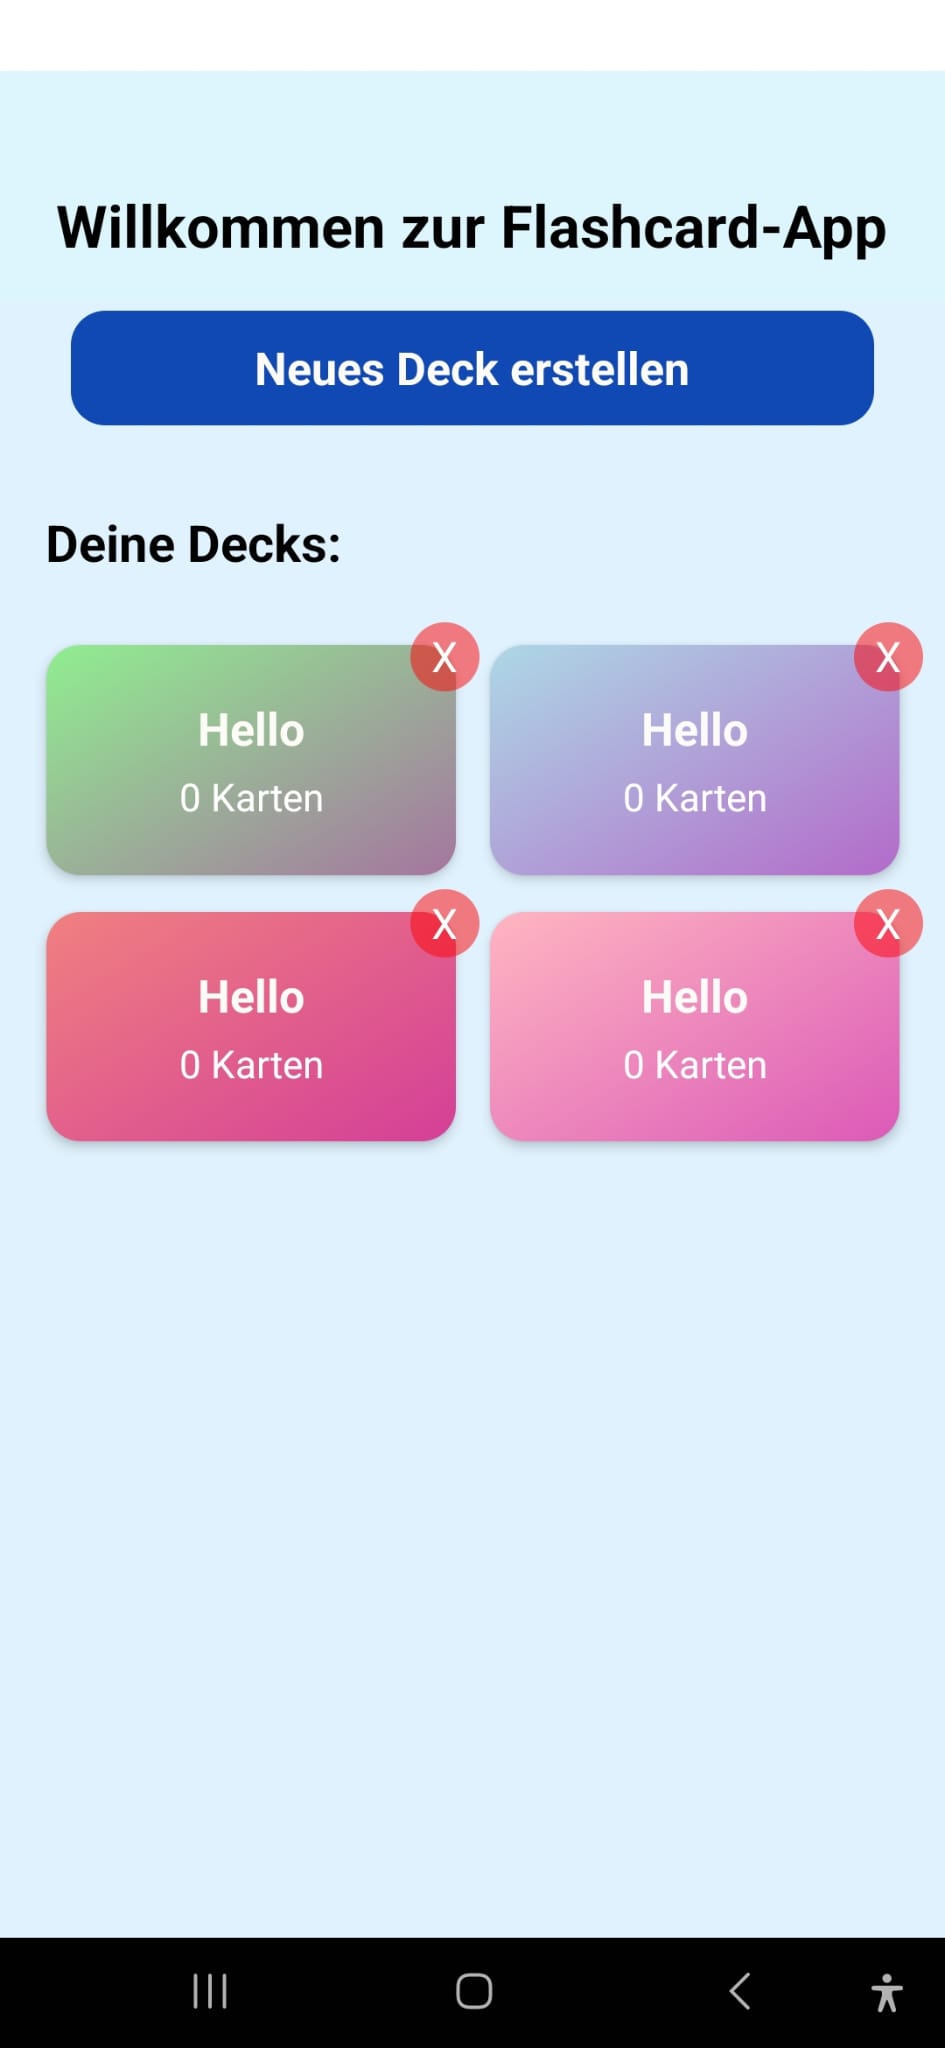 Willkommen zur Flashcard-App
Neues Deck erstellen
Deine Decks:
X
X
Hello
Hello
0 Karten
0 Karten
X
X
Hello
Hello
0 Karten
0 Karten